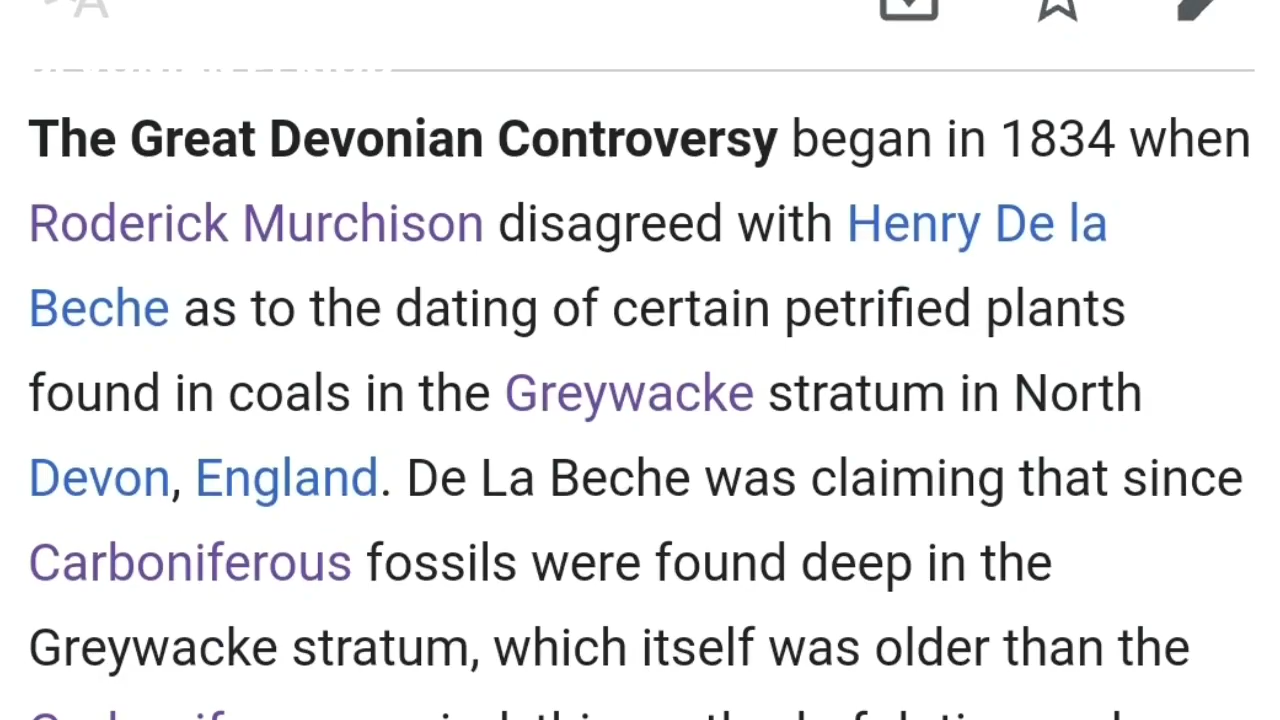 The Great Devonian Controversy began in 1834 when
Roderick Murchison disagreed with Henry De la
Beche as to the dating of certain petrified plants
found in coals in the Greywacke stratum in North
Devon, England. De La Beche was claiming that since
Carboniferous fossils were found deep in the
Greywacke stratum, which itself was older than the